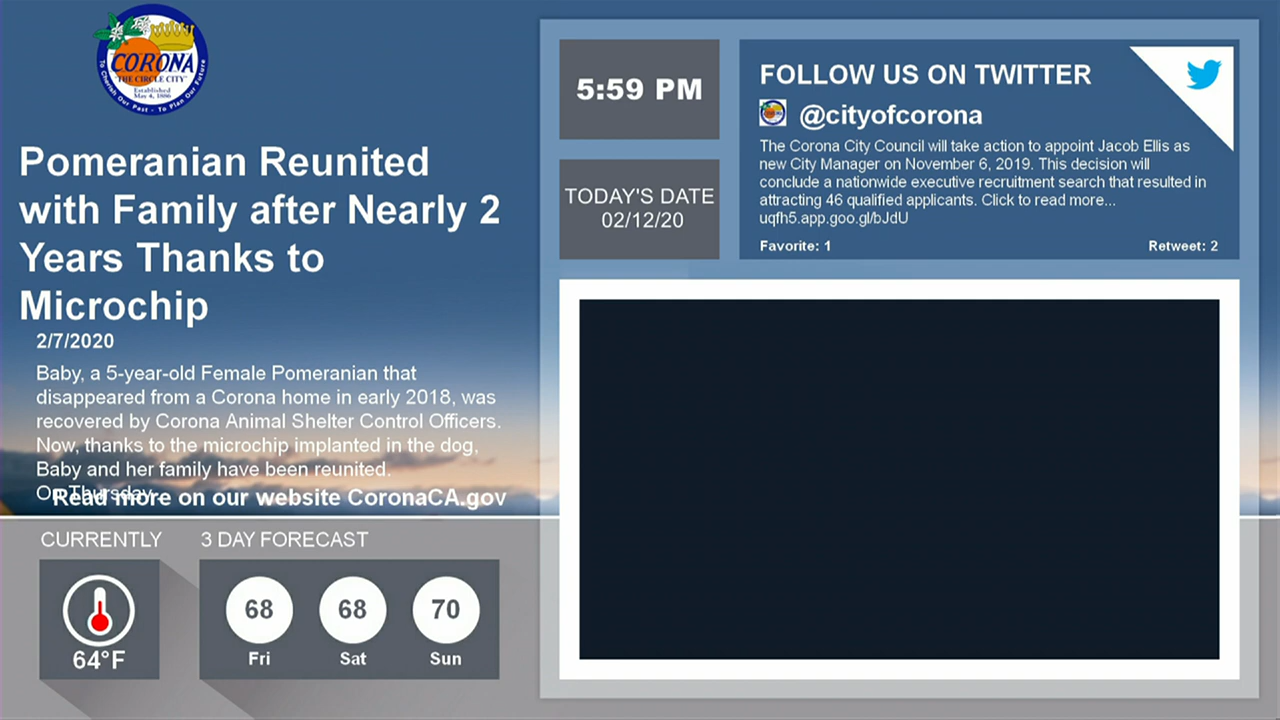 CORONA
"THE CIRCLE CITY"
Established
May 4, 1886
To Cherish Our Past - To Plan Our Future
Pomeranian Reunited
with Family after Nearly 2
Years Thanks to
Microchip
2/7/2020
Baby, a 5-year-old Female Pomeranian that
disappeared from a Corona home in early 2018, was
recovered by Corona Animal Shelter Control Officers.
Now, thanks to the microchip implanted in the dog,
Baby and her family have been reunited.
On Thursday,
Read more on our website CoronaCA.gov
CURRENTLY
64°F
3 DAY FORECAST
68 68 70
Fri Sat Sun
5:59 PM
TODAY'S DATE
02/12/20
FOLLOW US ON TWITTER
@cityofcorona
The Corona City Council will take action to appoint Jacob Ellis as
new City Manager on November 6, 2019. This decision will
conclude a nationwide executive recruitment search that resulted in
attracting 46 qualified applicants. Click to read more...
uqfh5.app.goo.gl/bJdU
Favorite: 1 Retweet: 2